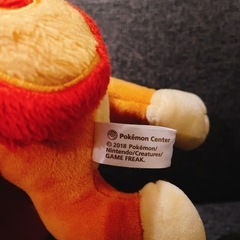 Pokémon Center
© 2018 Pokémon/
Nintendo/Creatures/
GAME FREAK.